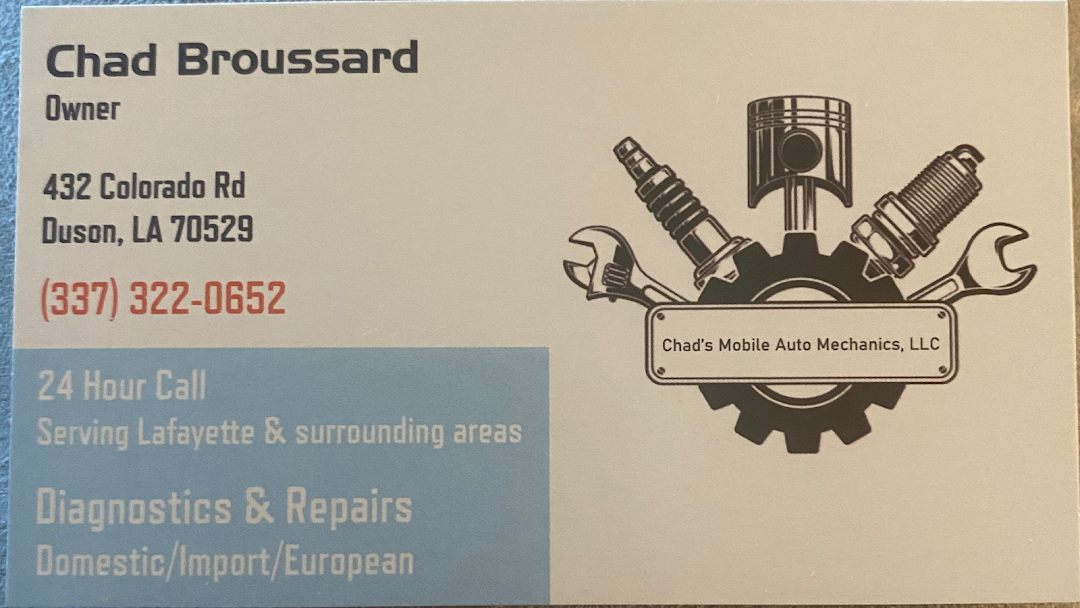 Chad Broussard
Owner
432 Colorado Rd
Duson, LA 70529
(337) 322-0652
24 Hour Call
Serving Lafayette & surrounding areas
Diagnostics & Repairs
Domestic/Import/European
Chad's Mobile Auto Mechanics, LLC